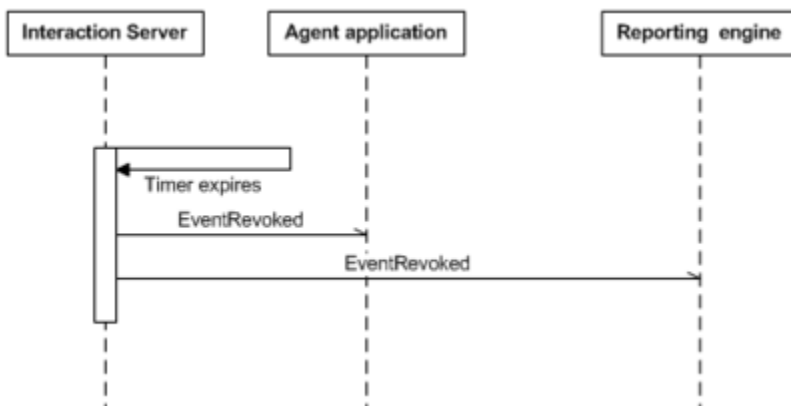 Interaction Server
Agent application
Reporting engine
Timer expires
EventRevoked
EventRevoked